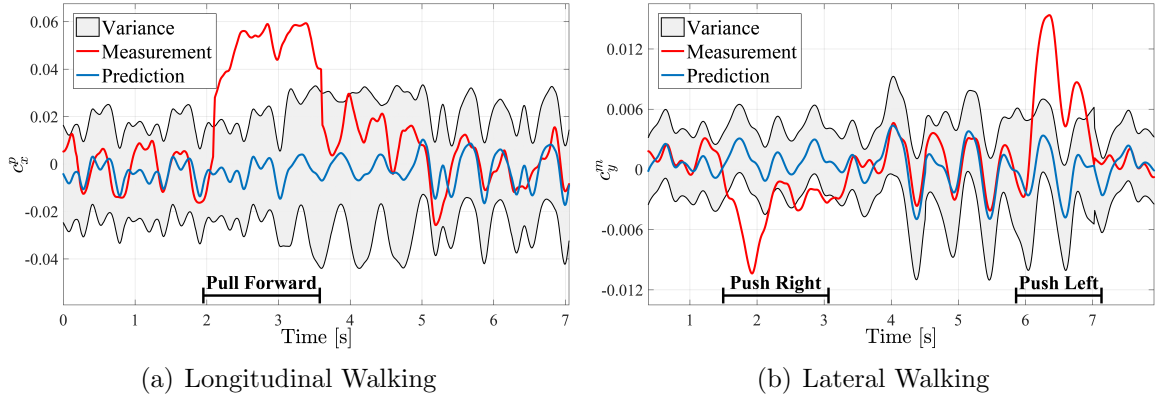 0.06
0.04
0.02
0
-0.02
-0.04
c_x^p
Variance
Measurement
Prediction
Pull Forward
0 1 2 3 4 5 6 7
Time [s]
(a) Longitudinal Walking
0.012
0.006
0
-0.006
-0.012
c_y^m
Variance
Measurement
Prediction
Push Right
Push Left
1 2 3 4 5 6 7
Time [s]
(b) Lateral Walking